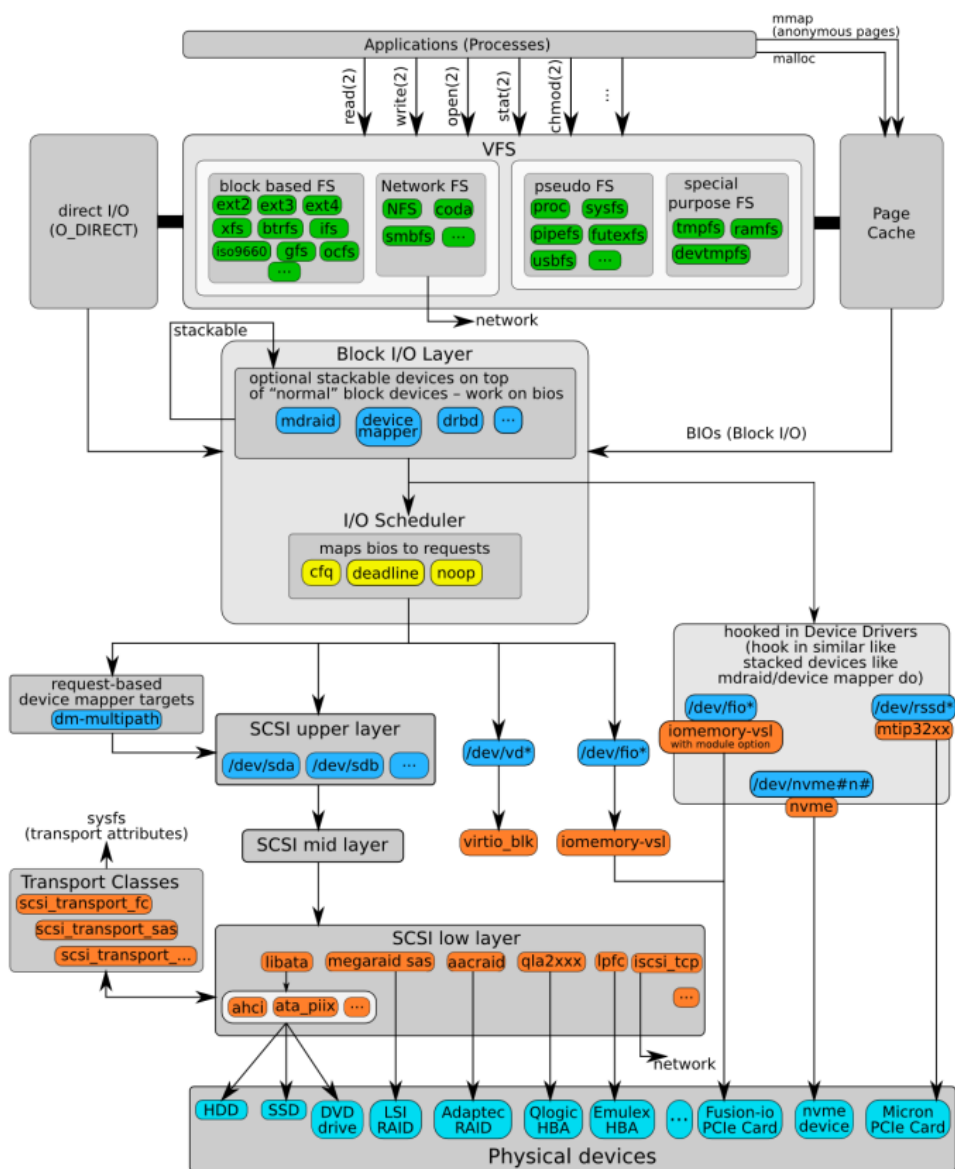 mmap
(anonymous pages)
Applications (Processes)
malloc
read(2)
write(2)
open(2)
stat(2)
chmod(2)
...
VFS
direct I/O
(O_DIRECT)
block based FS
ext2 ext3 ext4
xfs btrfs ifs
iso9660 gfs ocfs
...
Network FS
NFS coda
smbfs ...
pseudo FS
proc sysfs
pipefs futexfs
usbfs ...
special
purpose FS
tmpfs ramfs
devtmpfs
Page
Cache
network
stackable
Block I/O Layer
optional stackable devices on top
of “normal” block devices – work on bios
mdraid device mapper drbd ...
BIOs (Block I/O)
I/O Scheduler
maps bios to requests
cfq deadline noop
hooked in Device Drivers
(hook in similar like
stacked devices like
mdraid/device mapper do)
/dev/fio*
iomemory-vsl
with module option
/dev/rssd*
mtip32xx
/dev/nvme#n#
nvme
request-based
device mapper targets
dm-multipath
SCSI upper layer
/dev/sda /dev/sdb ...
/dev/vd*
/dev/fio*
virtio_blk
iomemory-vsl
SCSI mid layer
sysfs
(transport attributes)
Transport Classes
scsi_transport_fc
scsi_transport_sas
scsi_transport_...
SCSI low layer
libata megaraid sas aacraid qla2xxx lpfc iscsi_tcp
ahci ata_piix ...
...
network
HDD
SSD
DVD
drive
LSI
RAID
Adaptec
RAID
Qlogic
HBA
Emulex
HBA
...
Fusion-io
PCIe Card
nvme
device
Micron
PCIe Card
Physical devices